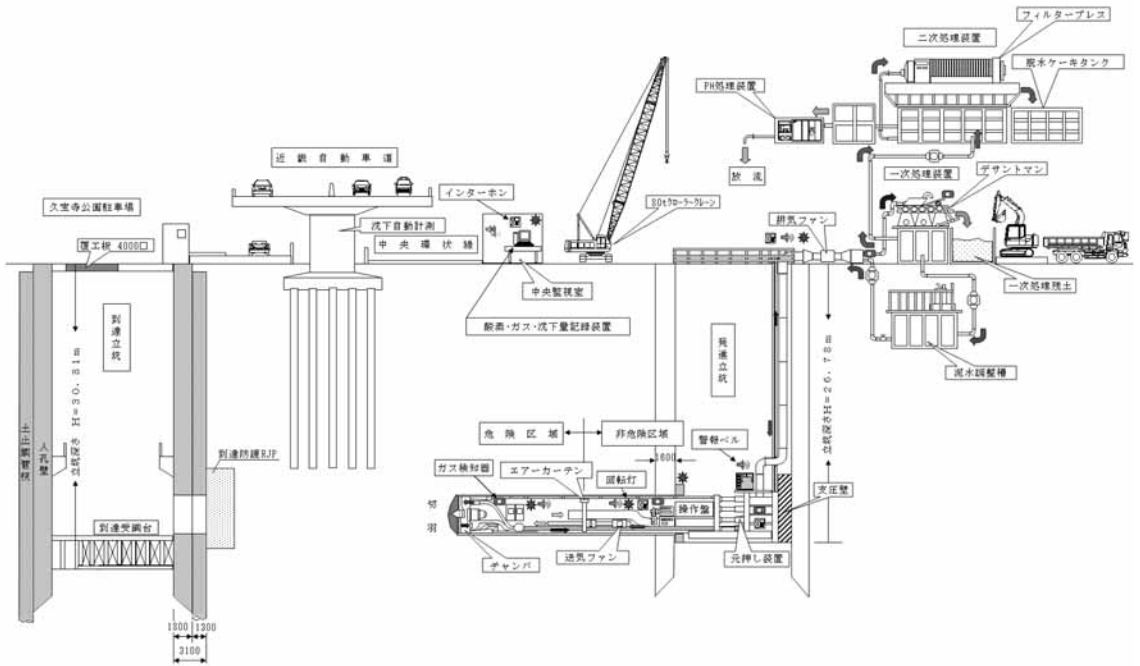 フィルタープレス
二次処理装置
脱水ケーキタンク
PH処理装置
放流
近畿自動車道
インターホン
一次処理装置
デサントマン
久宝寺公園駐車場
沈下自動計測
80tクローラークレーン
排気ファン
覆工板 4000□
中央環状線
中央監視室
一次処理残土
酸素・ガス・沈下量記録装置
到達立坑
立坑深さ H=30.81m
発進立坑
立坑深さH=26.78m
泥水調整槽
土止鋼管杭
人孔壁
危険区域
非危険区域
警報ベル
1600
到達防護RJP
ガス検知器
エアーカーテン
回転灯
支圧壁
切羽
操作盤
到達受鋼台
チャンバ
送気ファン
元押し装置
1800
1300
3100